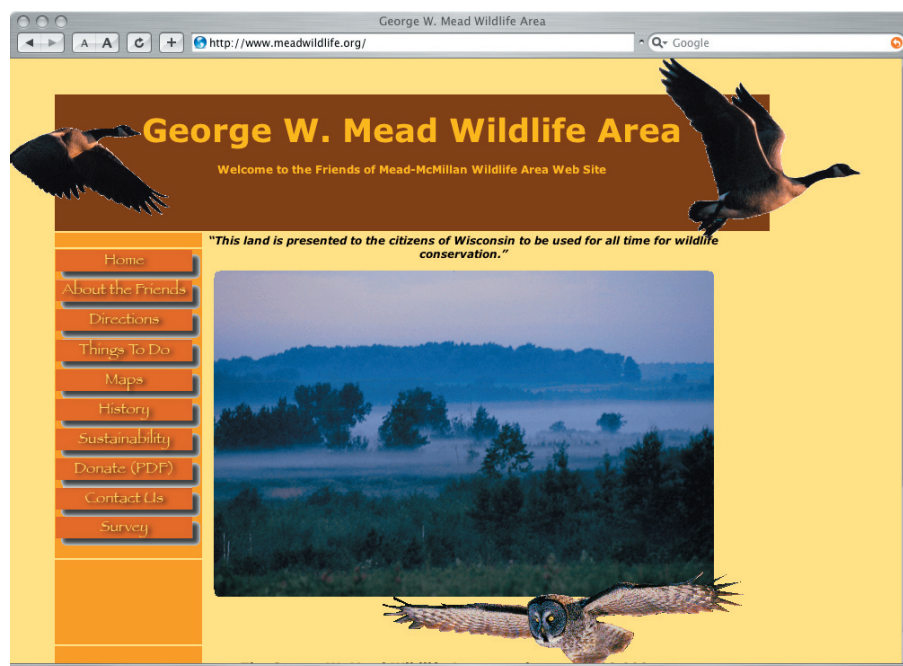 George W. Mead Wildlife Area
A A
http://www.meadwildlife.org/
Google
George W. Mead Wildlife Area
Welcome to the Friends of Mead-McMillan Wildlife Area Web Site
"This land is presented to the citizens of Wisconsin to be used for all time for wildlife
conservation."
Home
About the Friends
Directions
Things To Do
Maps
History
Sustainability
Donate (PDF)
Contact Us
Survey